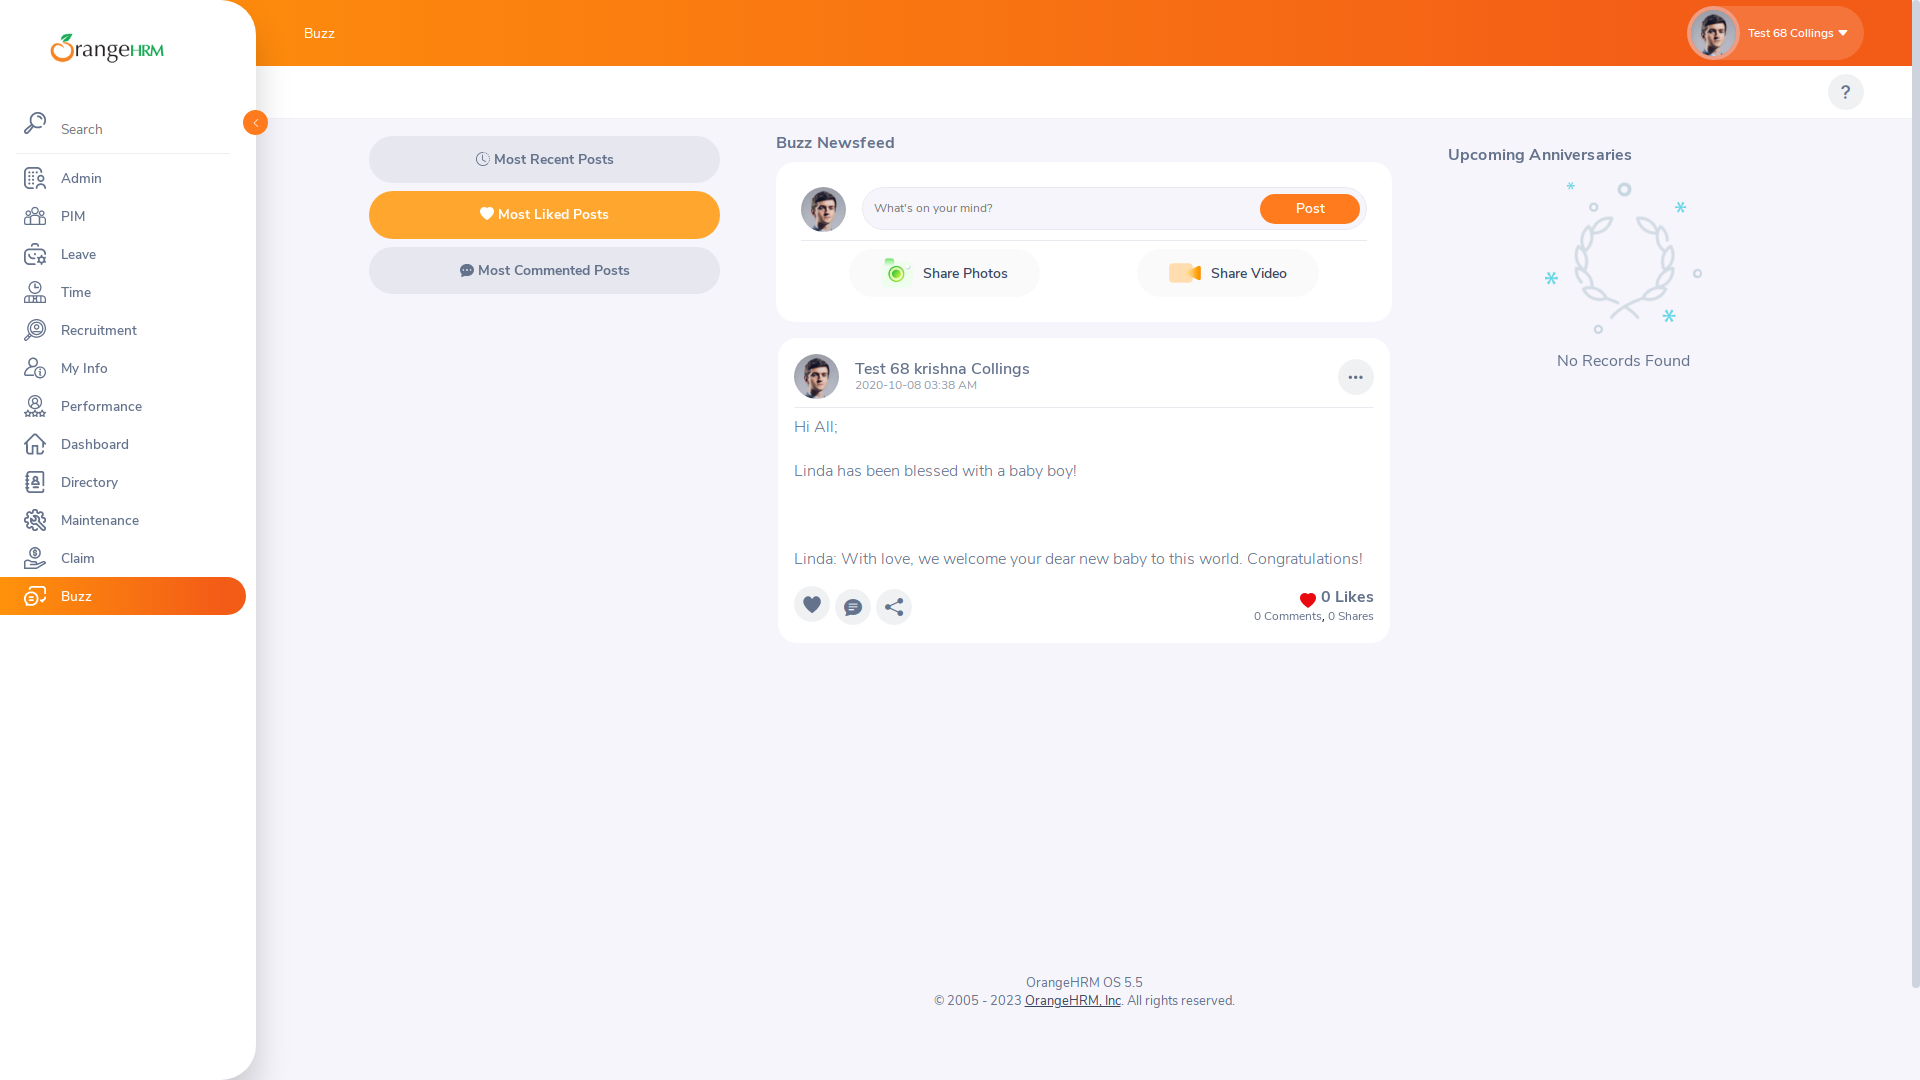 OrangeHRM
Search
Admin
PIM
Leave
Time
Recruitment
My Info
Performance
Dashboard
Directory
Maintenance
Claim
Buzz
Buzz
Test 68 Collings
?
Most Recent Posts
Most Liked Posts
Most Commented Posts
Buzz Newsfeed
What's on your mind?
Post
Share Photos
Share Video
Test 68 krishna Collings
2020-10-08 03:38 AM
Hi All;
Linda has been blessed with a baby boy!
Linda: With love, we welcome your dear new baby to this world. Congratulations!
0 Likes
0 Comments, 0 Shares
Upcoming Anniversaries
No Records Found
OrangeHRM OS 5.5
© 2005 - 2023 OrangeHRM, Inc. All rights reserved.